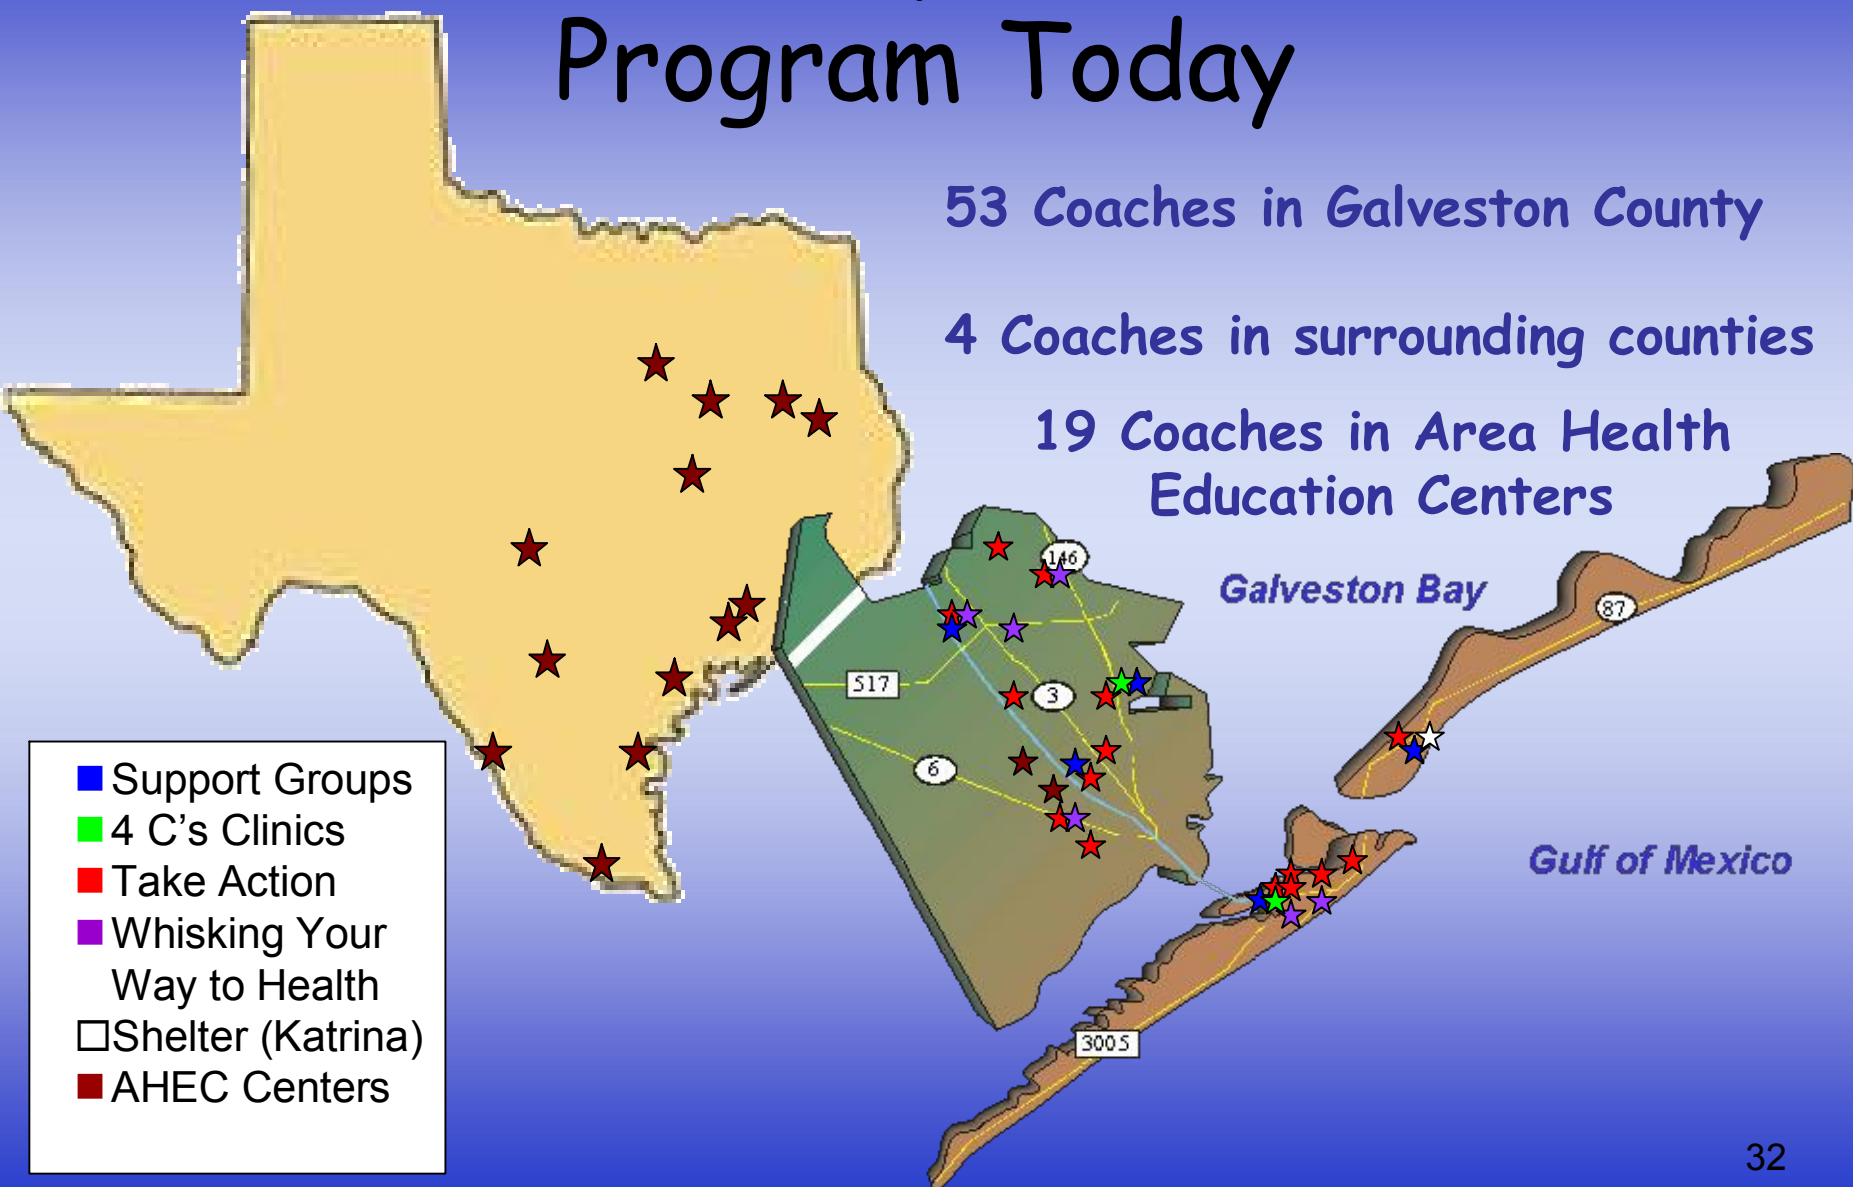 Program Today
53 Coaches in Galveston County
4 Coaches in surrounding counties
19 Coaches in Area Health
Education Centers
146
Galveston Bay
87
517
3
6
Gulf of Mexico
3005
Support Groups
4 C’s Clinics
Take Action
Whisking Your
Way to Health
Shelter (Katrina)
AHEC Centers
32